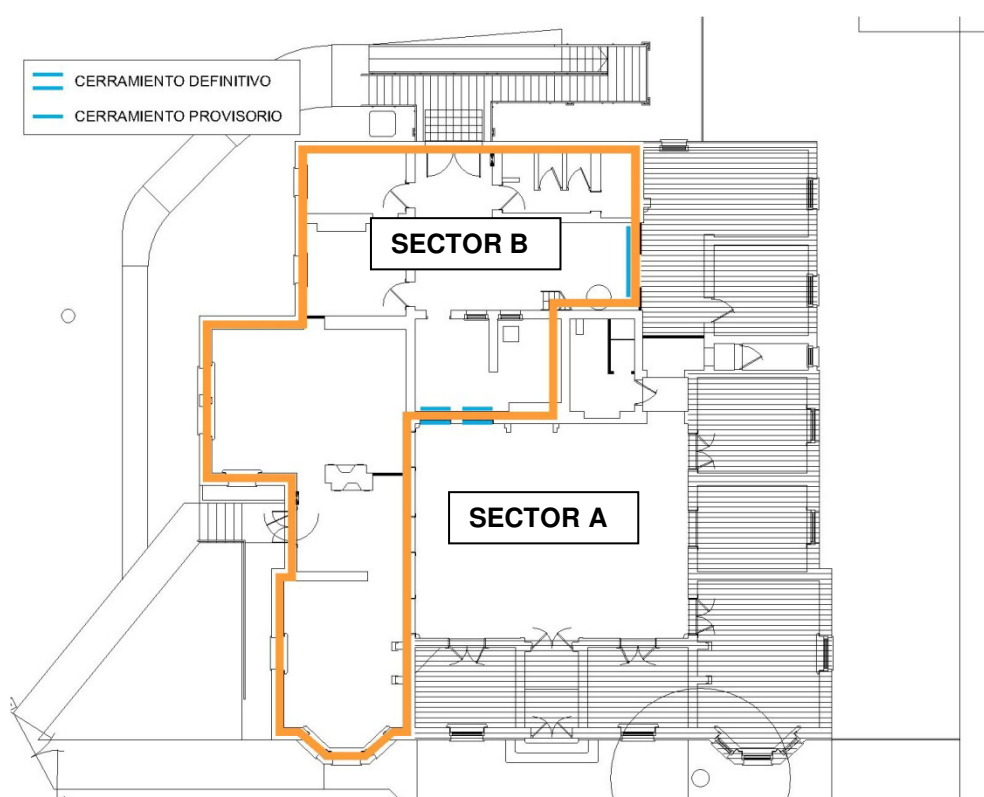 CERRAMIENTO DEFINITIVO
CERRAMIENTO PROVISORIO
SECTOR B
SECTOR A